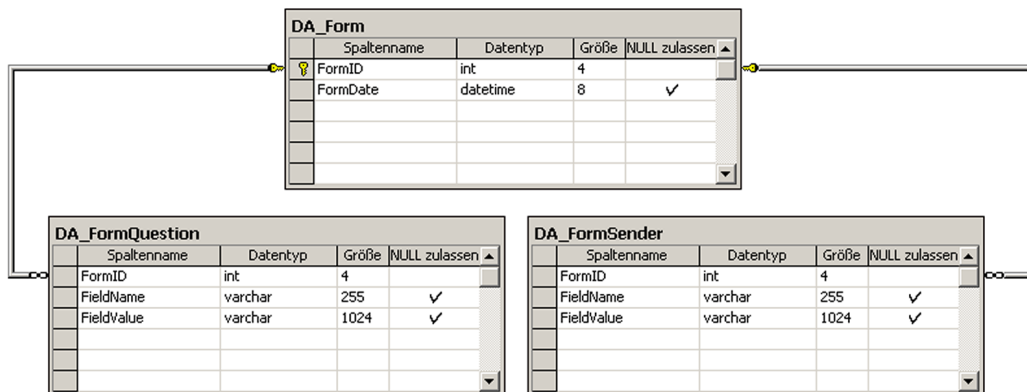 DA_Form
Spaltenname Datentyp Größe NULL zulassen
FormID int 4
FormDate datetime 8
DA_FormQuestion
Spaltenname Datentyp Größe NULL zulassen
FormID int 4
FieldName varchar 255
FieldValue varchar 1024
DA_FormSender
Spaltenname Datentyp Größe NULL zulassen
FormID int 4
FieldName varchar 255
FieldValue varchar 1024